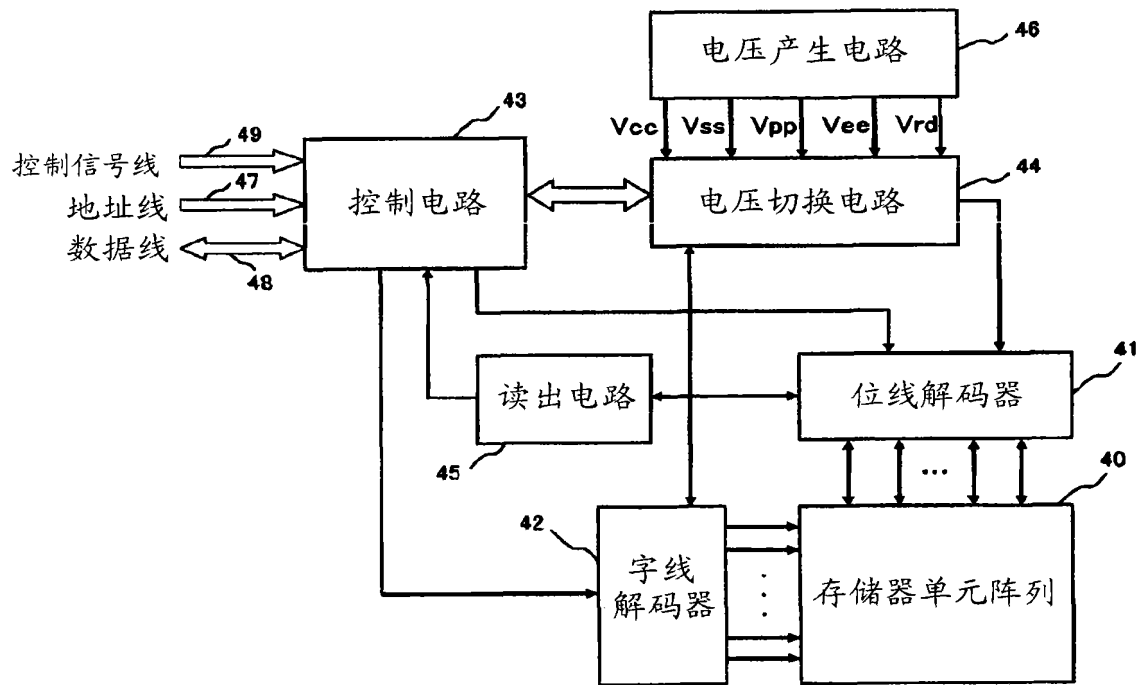 电压产生电路
46
43
Vcc Vss Vpp Vee Vrd
49
控制信号线
47
地址线
数据线
48
控制电路
电压切换电路
44
读出电路
45
位线解码器
41
...
40
42
字线
解码器
存储器单元阵列